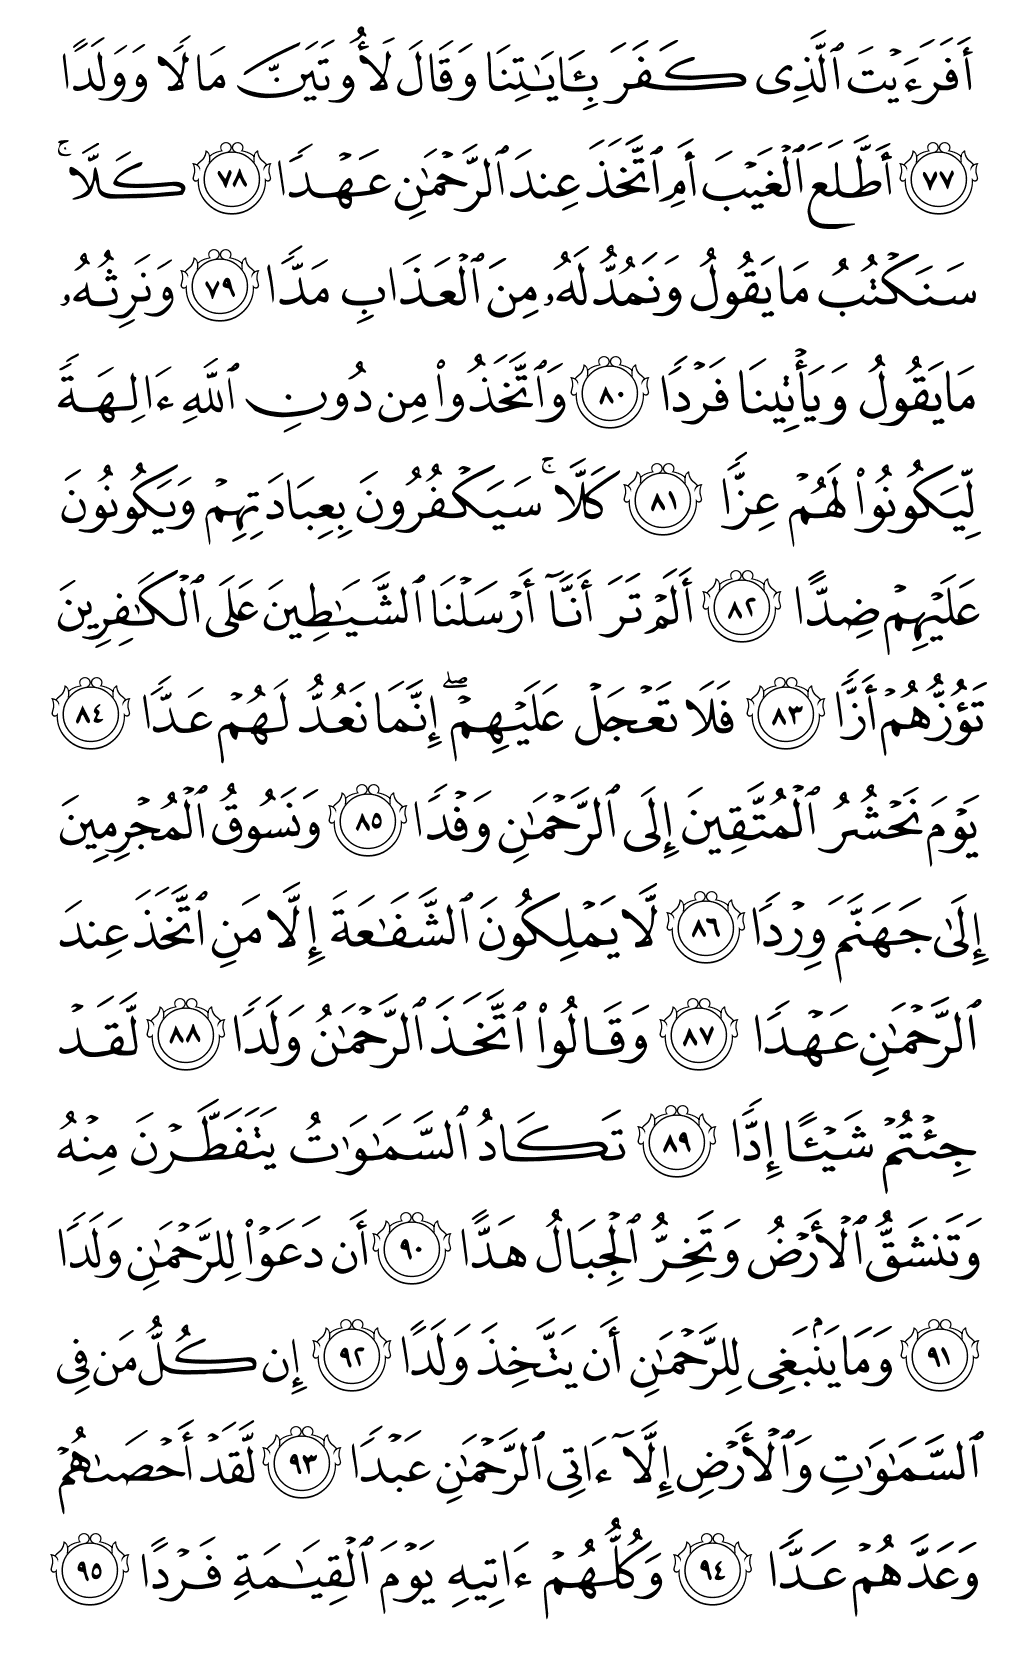 أَفَرَءَيۡتَ ٱلَّذِي كَفَرَ بِـَٔايَٰتِنَا وَقَالَ لَأُوتَيَنَّ مَالٗا وَوَلَدًا
٧٧ أَطَّلَعَ ٱلۡغَيۡبَ أَمِ ٱتَّخَذَ عِندَ ٱلرَّحۡمَٰنِ عَهۡدٗا ٧٨ كَلَّاۚ
سَنَكۡتُبُ مَا يَقُولُ وَنَمُدُّ لَهُۥ مِنَ ٱلۡعَذَابِ مَدّٗا ٧٩ وَنَرِثُهُۥ
مَا يَقُولُ وَيَأۡتِينَا فَرۡدٗا ٨٠ وَٱتَّخَذُواْ مِن دُونِ ٱللَّهِ ءَالِهَةٗ
لِّيَكُونُواْ لَهُمۡ عِزّٗا ٨١ كَلَّاۚ سَيَكۡفُرُونَ بِعِبَادَتِهِمۡ وَيَكُونُونَ
عَلَيۡهِمۡ ضِدًّا ٨٢ أَلَمۡ تَرَ أَنَّآ أَرۡسَلۡنَا ٱلشَّيَٰطِينَ عَلَى ٱلۡكَٰفِرِينَ
تَؤُزُّهُمۡ أَزّٗا ٨٣ فَلَا تَعۡجَلۡ عَلَيۡهِمۡۖ إِنَّمَا نَعُدُّ لَهُمۡ عَدّٗا ٨٤
يَوۡمَ نَحۡشُرُ ٱلۡمُتَّقِينَ إِلَى ٱلرَّحۡمَٰنِ وَفۡدٗا ٨٥ وَنَسُوقُ ٱلۡمُجۡرِمِينَ
إِلَىٰ جَهَنَّمَ وِرۡدٗا ٨٦ لَّا يَمۡلِكُونَ ٱلشَّفَٰعَةَ إِلَّا مَنِ ٱتَّخَذَ عِندَ
ٱلرَّحۡمَٰنِ عَهۡدٗا ٨٧ وَقَالُواْ ٱتَّخَذَ ٱلرَّحۡمَٰنُ وَلَدٗا ٨٨ لَّقَدۡ
جِئۡتُمۡ شَيۡـًٔا إِدّٗا ٨٩ تَكَادُ ٱلسَّمَٰوَٰتُ يَتَفَطَّرۡنَ مِنۡهُ
وَتَنشَقُّ ٱلۡأَرۡضُ وَتَخِرُّ ٱلۡجِبَالُ هَدًّا ٩٠ أَن دَعَوۡاْ لِلرَّحۡمَٰنِ وَلَدٗا
٩١ وَمَا يَنۢبَغِي لِلرَّحۡمَٰنِ أَن يَتَّخِذَ وَلَدًا ٩٢ إِن كُلُّ مَن فِي
ٱلسَّمَٰوَٰتِ وَٱلۡأَرۡضِ إِلَّآ ءَاتِي ٱلرَّحۡمَٰنِ عَبۡدٗا ٩٣ لَّقَدۡ أَحۡصَىٰهُمۡ
وَعَدَّهُمۡ عَدّٗا ٩٤ وَكُلُّهُمۡ ءَاتِيهِ يَوۡمَ ٱلۡقِيَٰمَةِ فَرۡدًا ٩٥